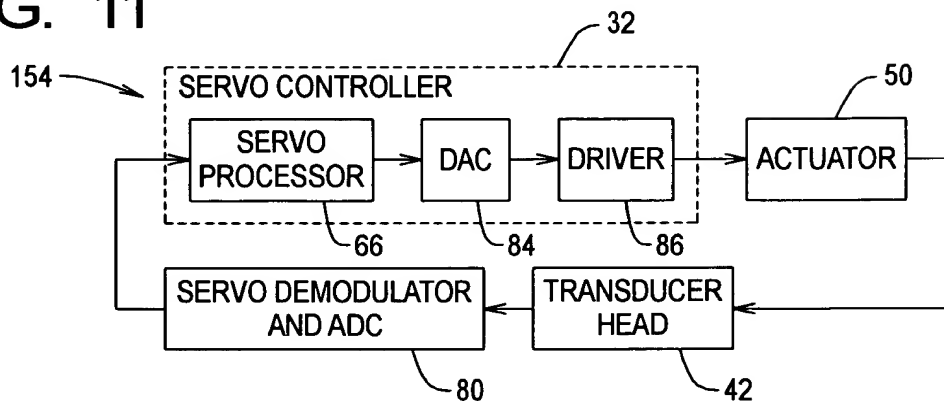 G. 11
32
154
SERVO CONTROLLER
50
SERVO
PROCESSOR
DAC
DRIVER
ACTUATOR
66
84
86
SERVO DEMODULATOR
AND ADC
TRANSDUCER
HEAD
80
42